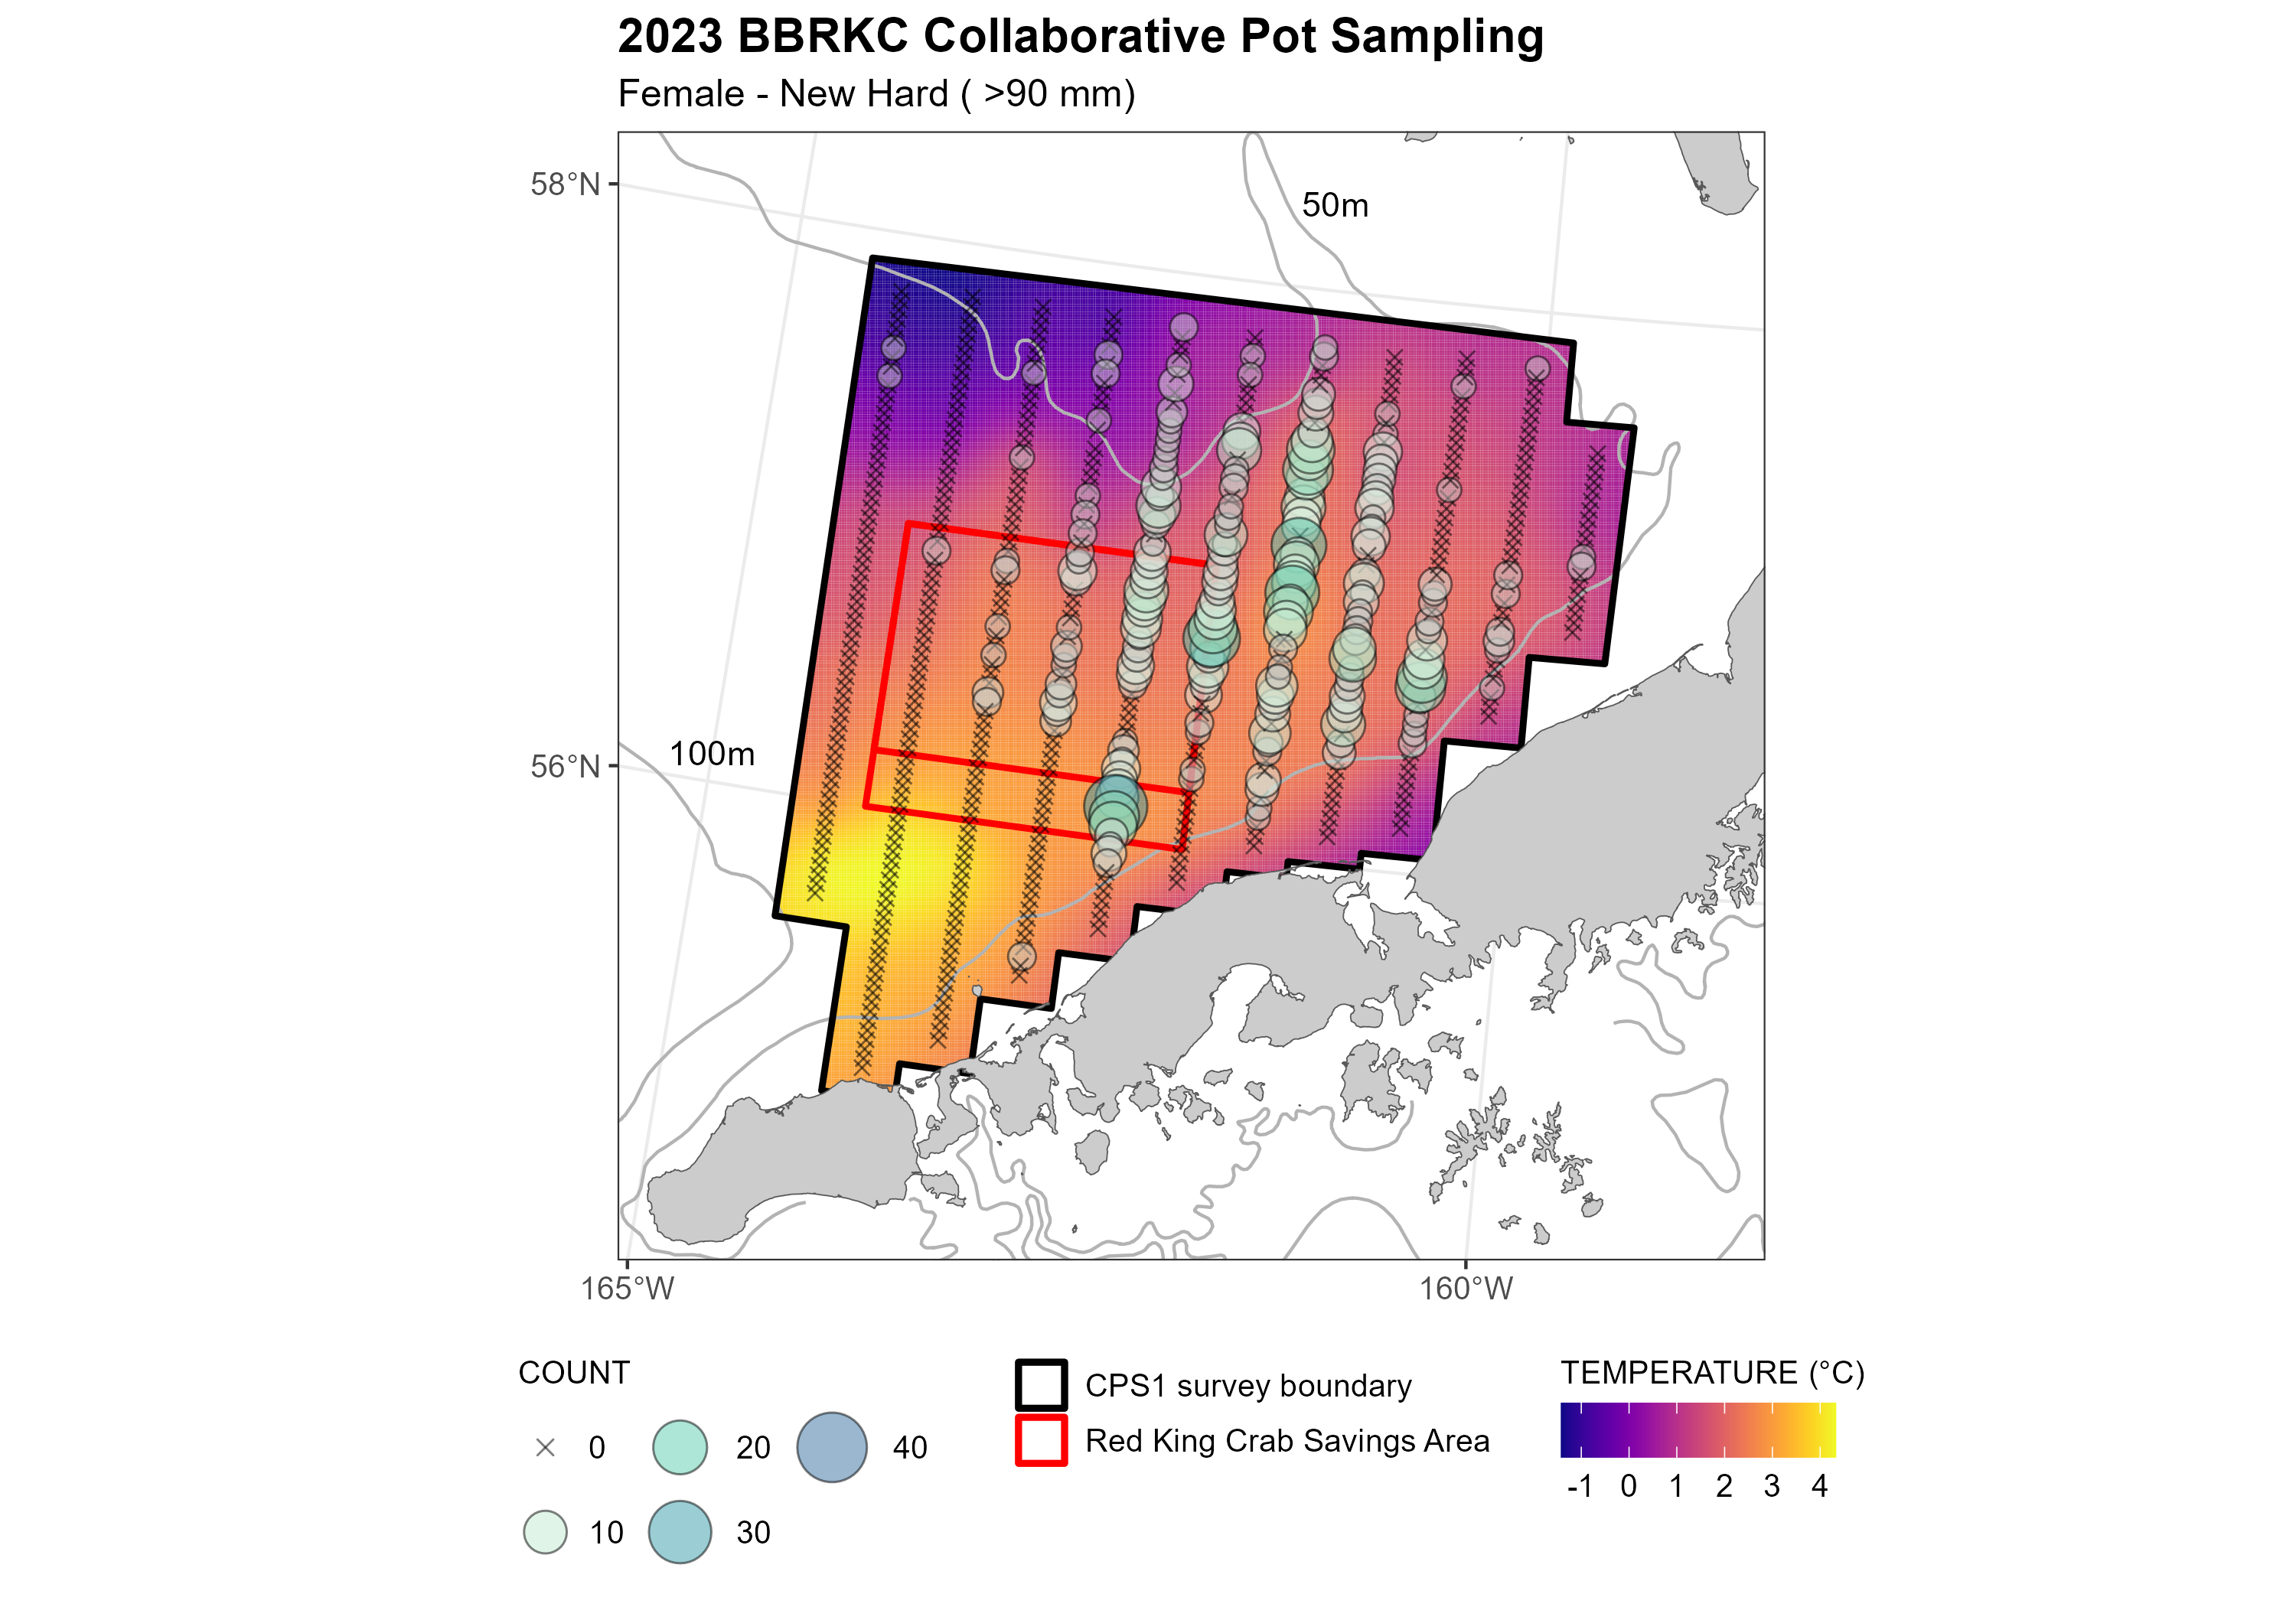 2023 BBRKC Collaborative Pot Sampling
Female - New Hard ( >90 mm)
58°N
50m
100m
56°N
165°W
160°W
COUNT
0
20
40
10
30
CPS1 survey boundary
Red King Crab Savings Area
TEMPERATURE (°C)
-1 0 1 2 3 4